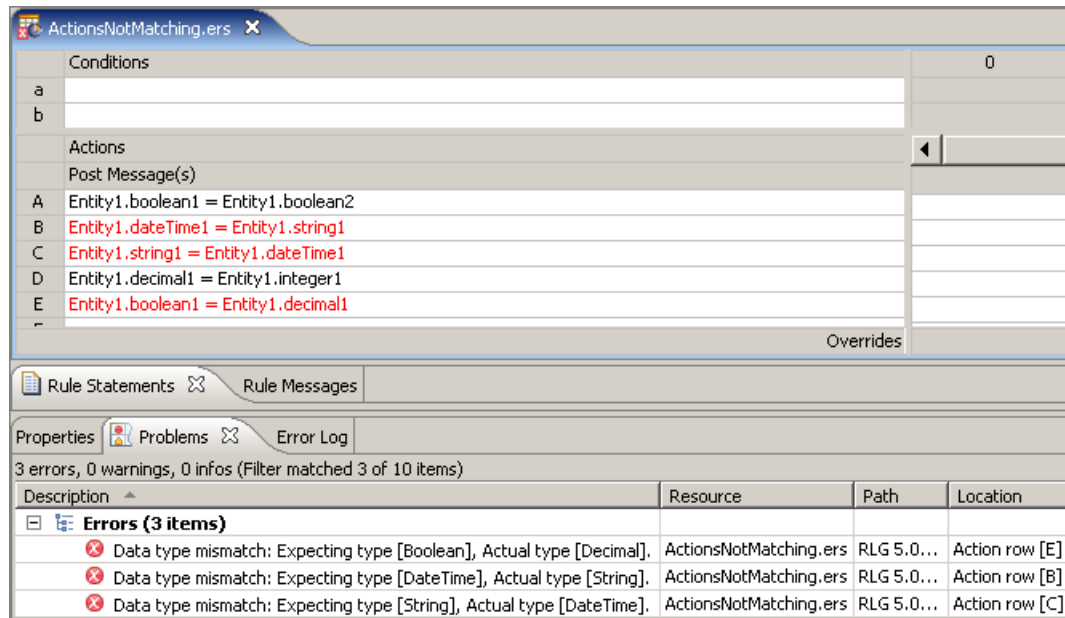 ActionsNotMatching.ers
Conditions 0
a
b
Actions
Post Message(s)
A Entity1.boolean1 = Entity1.boolean2
B Entity1.dateTime1 = Entity1.string1
C Entity1.string1 = Entity1.dateTime1
D Entity1.decimal1 = Entity1.integer1
E Entity1.boolean1 = Entity1.decimal1
Overrides
Rule Statements Rule Messages
Properties Problems Error Log
3 errors, 0 warnings, 0 infos (Filter matched 3 of 10 items)
Description Resource Path Location
Errors (3 items)
Data type mismatch: Expecting type [Boolean], Actual type [Decimal]. ActionsNotMatching.ers RLG 5.0... Action row [E]
Data type mismatch: Expecting type [DateTime], Actual type [String]. ActionsNotMatching.ers RLG 5.0... Action row [B]
Data type mismatch: Expecting type [String], Actual type [DateTime]. ActionsNotMatching.ers RLG 5.0... Action row [C]